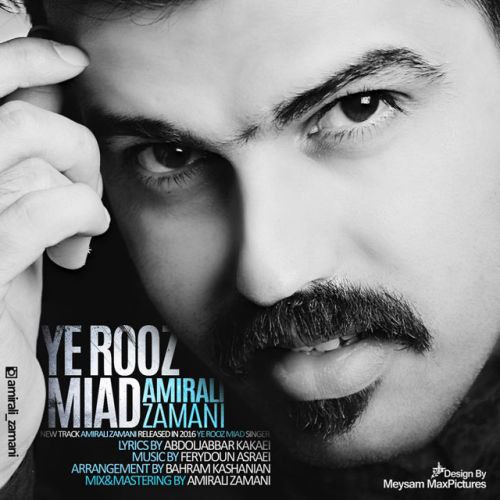 YE ROOZ
MIAD AMIRALI
ZAMANI
NEW TRACK AMIRALI ZAMANI RELEASED IN 2016 YE ROOZ MIAD SINGER
LYRICS BY ABDOLJABBAR KAKAEI
MUSIC BY FERYDOUN ASRAEI
ARRANGEMENT BY BAHRAM KASHANIAN
MIX&MASTERING BY AMIRALI ZAMANI
amirali_zamani
Design By
Meysam MaxPictures